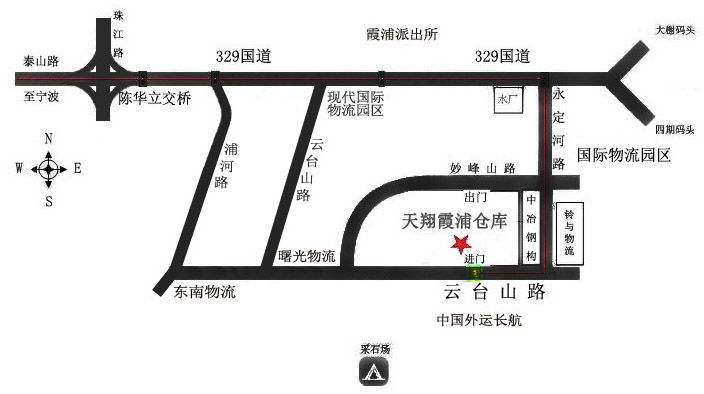 珠江路
霞浦派出所
大榭码头
泰山路
329国道
329国道
至宁波
陈华立交桥
现代国际
物流园区
水厂
永定河路
四期码头
国际物流园区
N
W
E
S
浦河路
云台山路
妙峰山路
出门
中冶钢构
铃与物流
天翔霞浦仓库
曙光物流
进门
东南物流
云台山路
中国外运长航
采石场